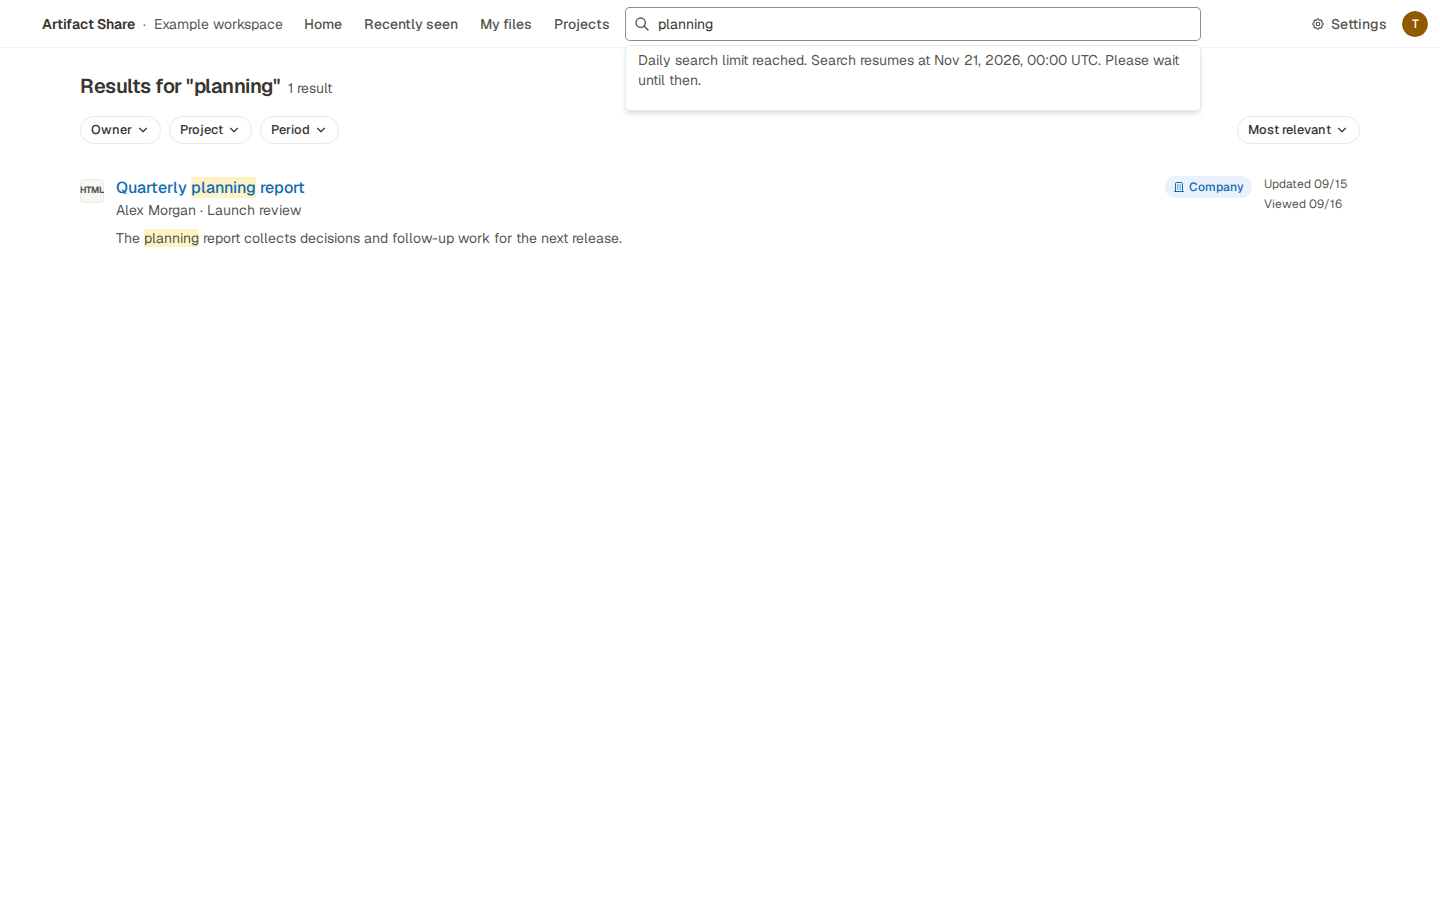 Artifact Share · Example workspace Home Recently seen My files Projects planning Settings T
Daily search limit reached. Search resumes at Nov 21, 2026, 00:00 UTC. Please wait
until then.
Results for "planning" 1 result
Owner Project Period Most relevant
HTML Quarterly planning report Company Updated 09/15
Alex Morgan · Launch review Viewed 09/16
The planning report collects decisions and follow-up work for the next release.